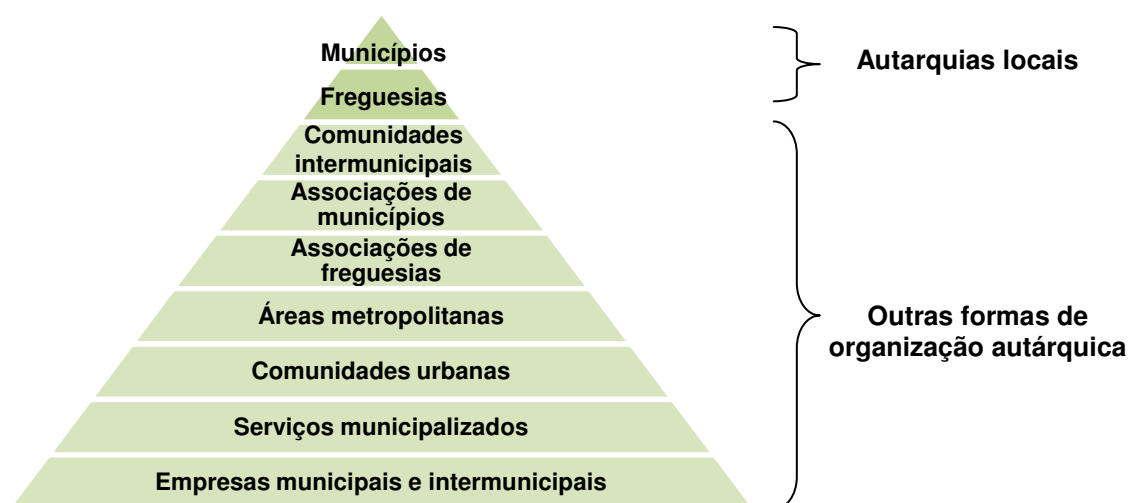 Municípios
Freguesias
Comunidades
intermunicipais
Associações de
municípios
Associações de
freguesias
Áreas metropolitanas
Comunidades urbanas
Serviços municipalizados
Empresas municipais e intermunicipais
Autarquias locais
Outras formas de
organização autárquica